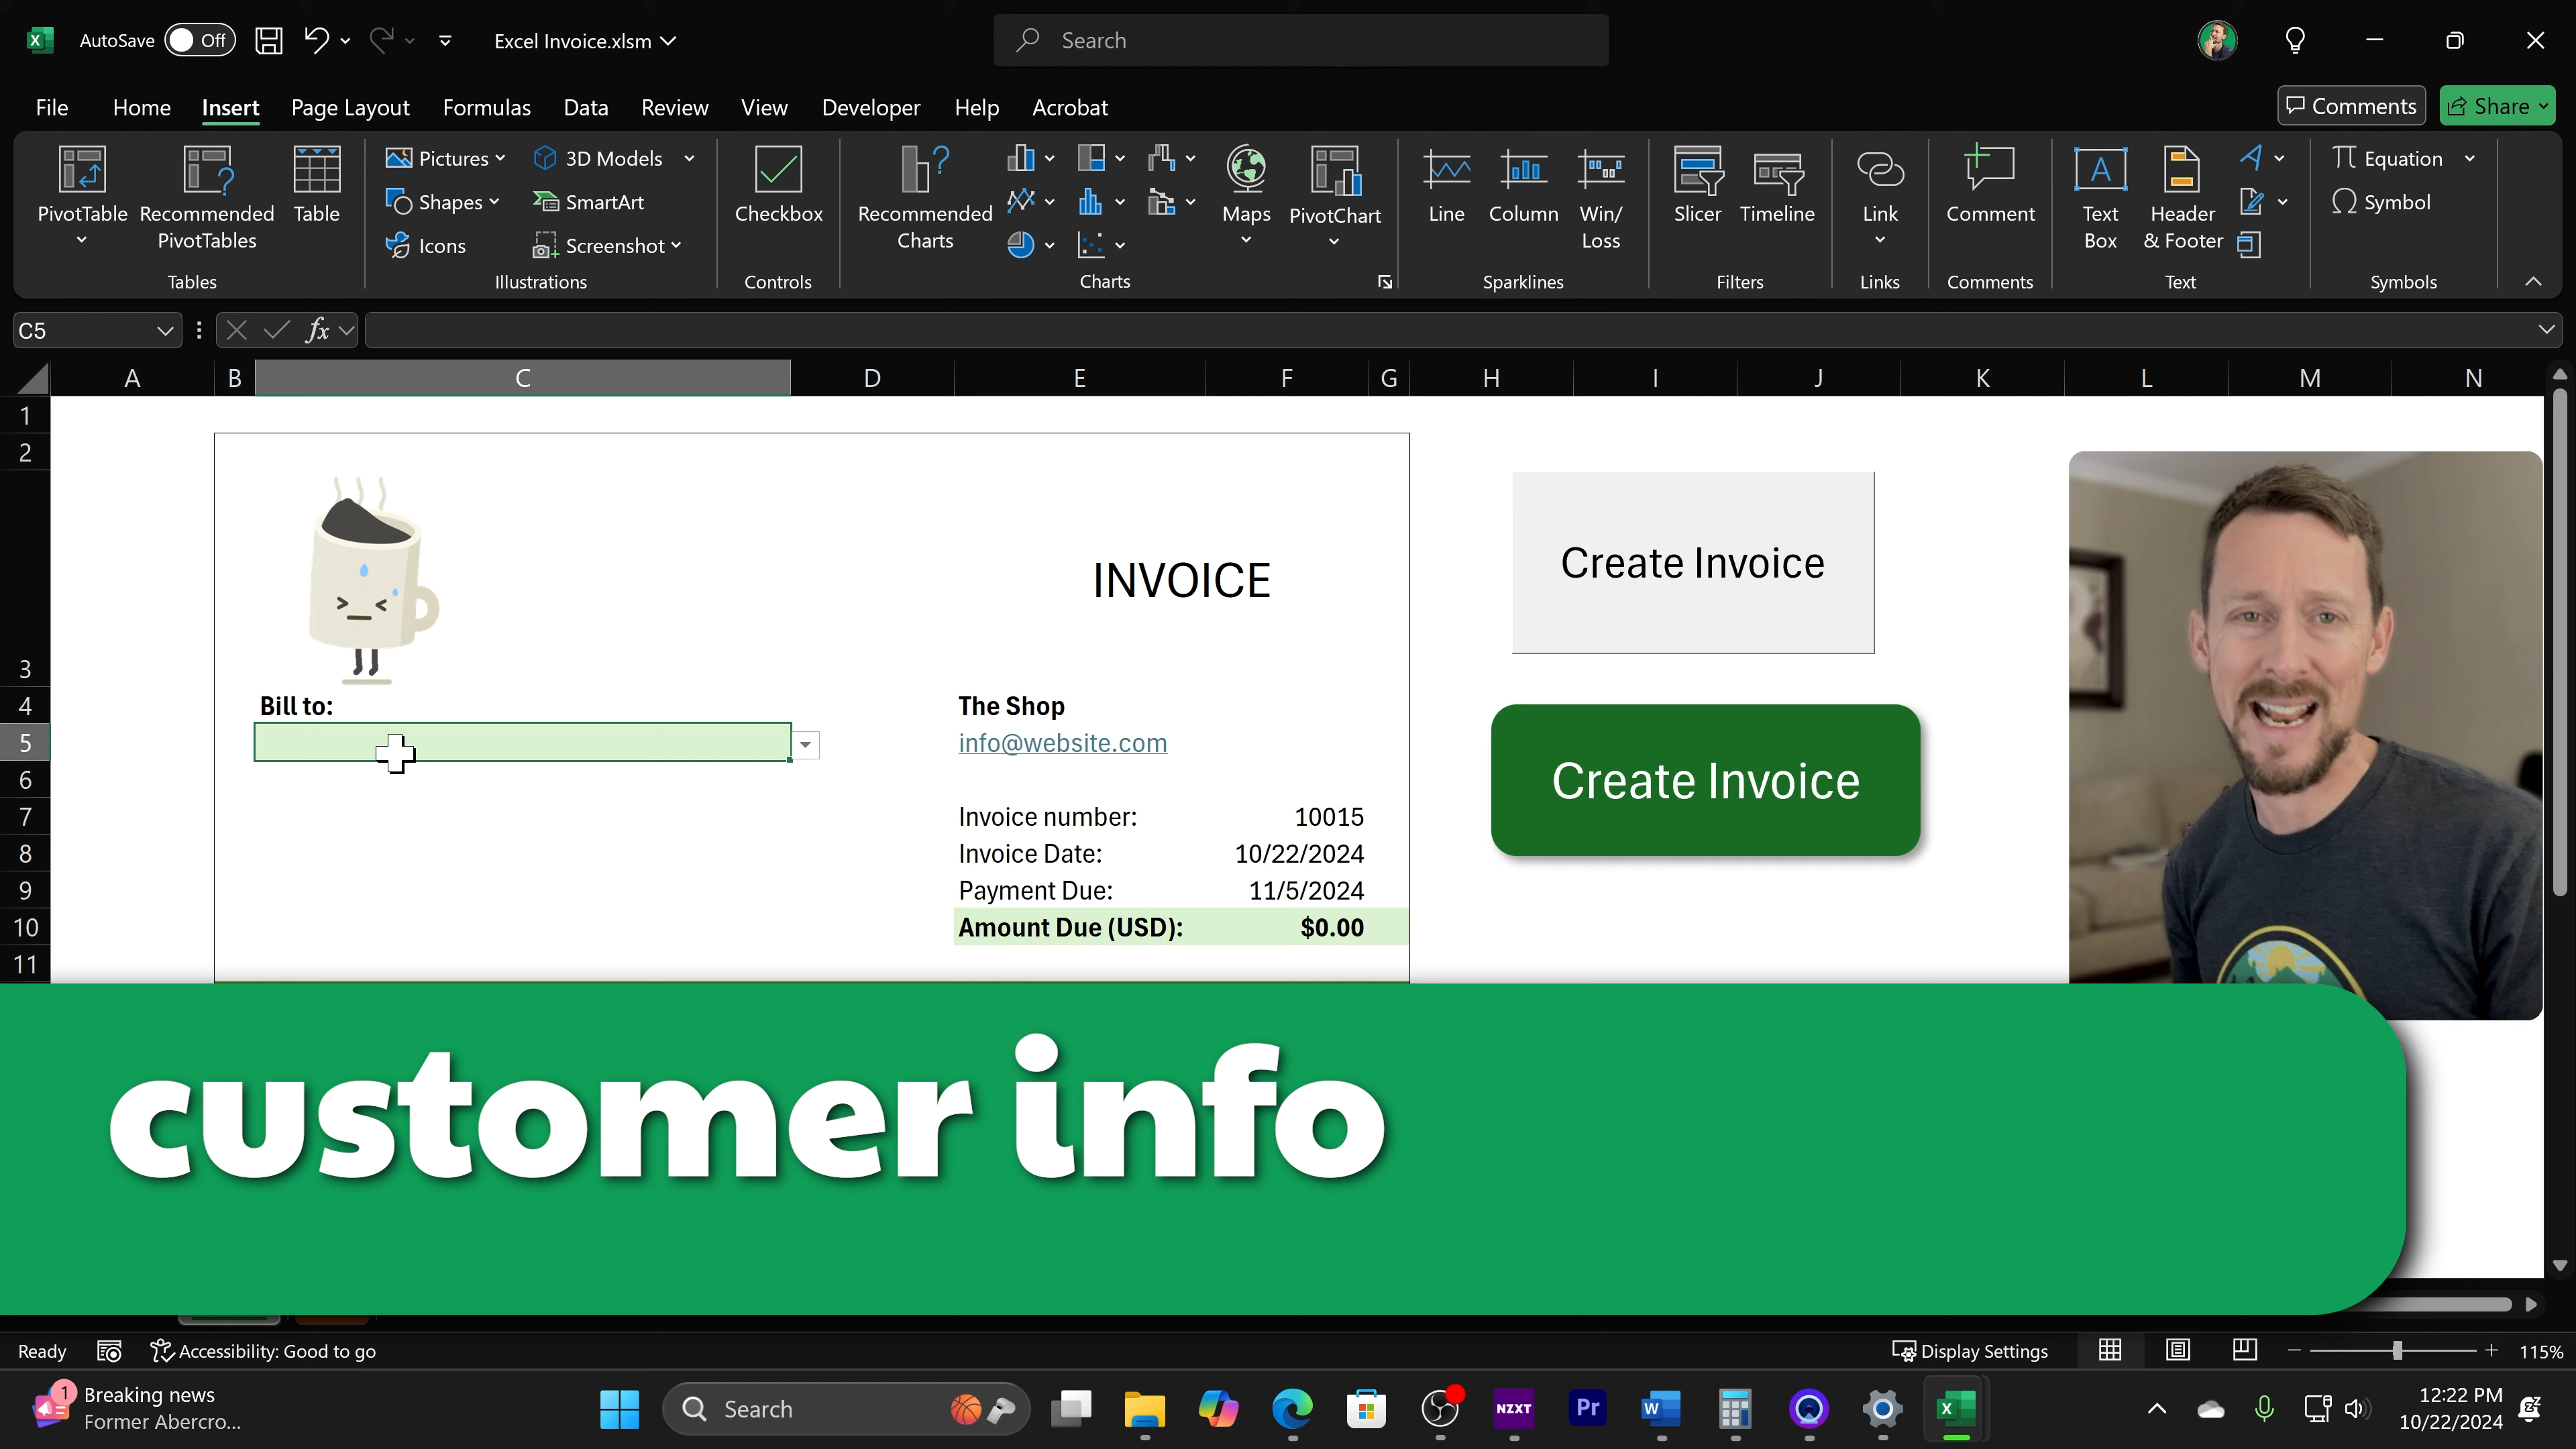 AutoSave Off Excel Invoice.xlsm Search
File Home Insert Page Layout Formulas Data Review View Developer Help Acrobat Comments Share
PivotTable
Recommended PivotTables
Table
Tables
Pictures
Shapes
Icons
3D Models
SmartArt
Screenshot
Illustrations
Checkbox
Controls
Recommended Charts
Maps
PivotChart
Charts
Line
Column
Win/ Loss
Sparklines
Slicer
Timeline
Filters
Link
Links
Comment
Comments
Text Box
Header & Footer
Text
Equation
Symbol
Symbols
C5 fx
A B C D E F G H I J K L M N
1
2
3
4
5
6
7
8
9
10
11
INVOICE
Bill to:
The Shop
info@website.com
Invoice number: 10015
Invoice Date: 10/22/2024
Payment Due: 11/5/2024
Amount Due (USD): $0.00
Create Invoice
Create Invoice
customer info
Ready Accessibility: Good to go Display Settings 115%
1 Breaking news
Former Abercro...
Search
NZXT
Pr
W
12:22 PM
10/22/2024